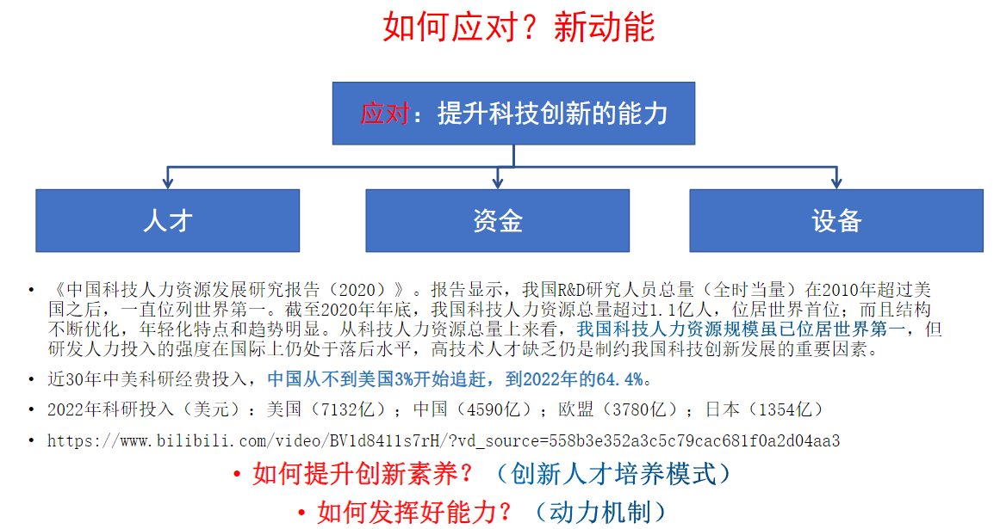 如何应对？新动能
应对：提升科技创新的能力
人才
资金
设备
• 《中国科技人力资源发展研究报告（2020）》。报告显示，我国R&D研究人员总量（全时当量）在2010年超过美
国之后，一直位列世界第一。截至2020年年底，我国科技人力资源总量超过1.1亿人，位居世界首位；而且结构
不断优化，年轻化特点和趋势明显。从科技人力资源总量上来看，我国科技人力资源规模虽已位居世界第一，但
研发人力投入的强度在国际上仍处于落后水平，高技术人才缺乏仍是制约我国科技创新发展的重要因素。
• 近30年中美科研经费投入，中国从不到美国3%开始追赶，到2022年的64.4%。
• 2022年科研投入（美元）：美国（7132亿）；中国（4590亿）；欧盟（3780亿）；日本（1354亿）
• https://www.bilibili.com/video/BV1d8411s7rH/?vd_source=558b3e352a3c5c79cac681f0a2d04aa3
• 如何提升创新素养？（创新人才培养模式）
• 如何发挥好能力？（动力机制）